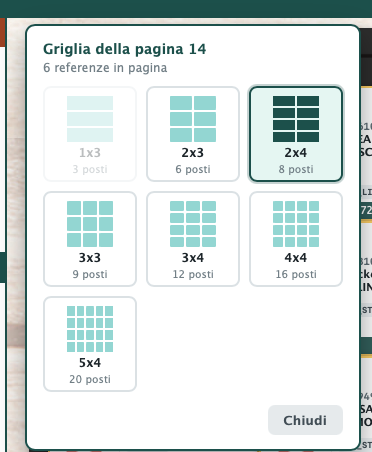 Griglia della pagina 14
6 referenze in pagina
1x3
3 posti
2x3
6 posti
2x4
8 posti
3x3
9 posti
3x4
12 posti
4x4
16 posti
5x4
20 posti
Chiudi